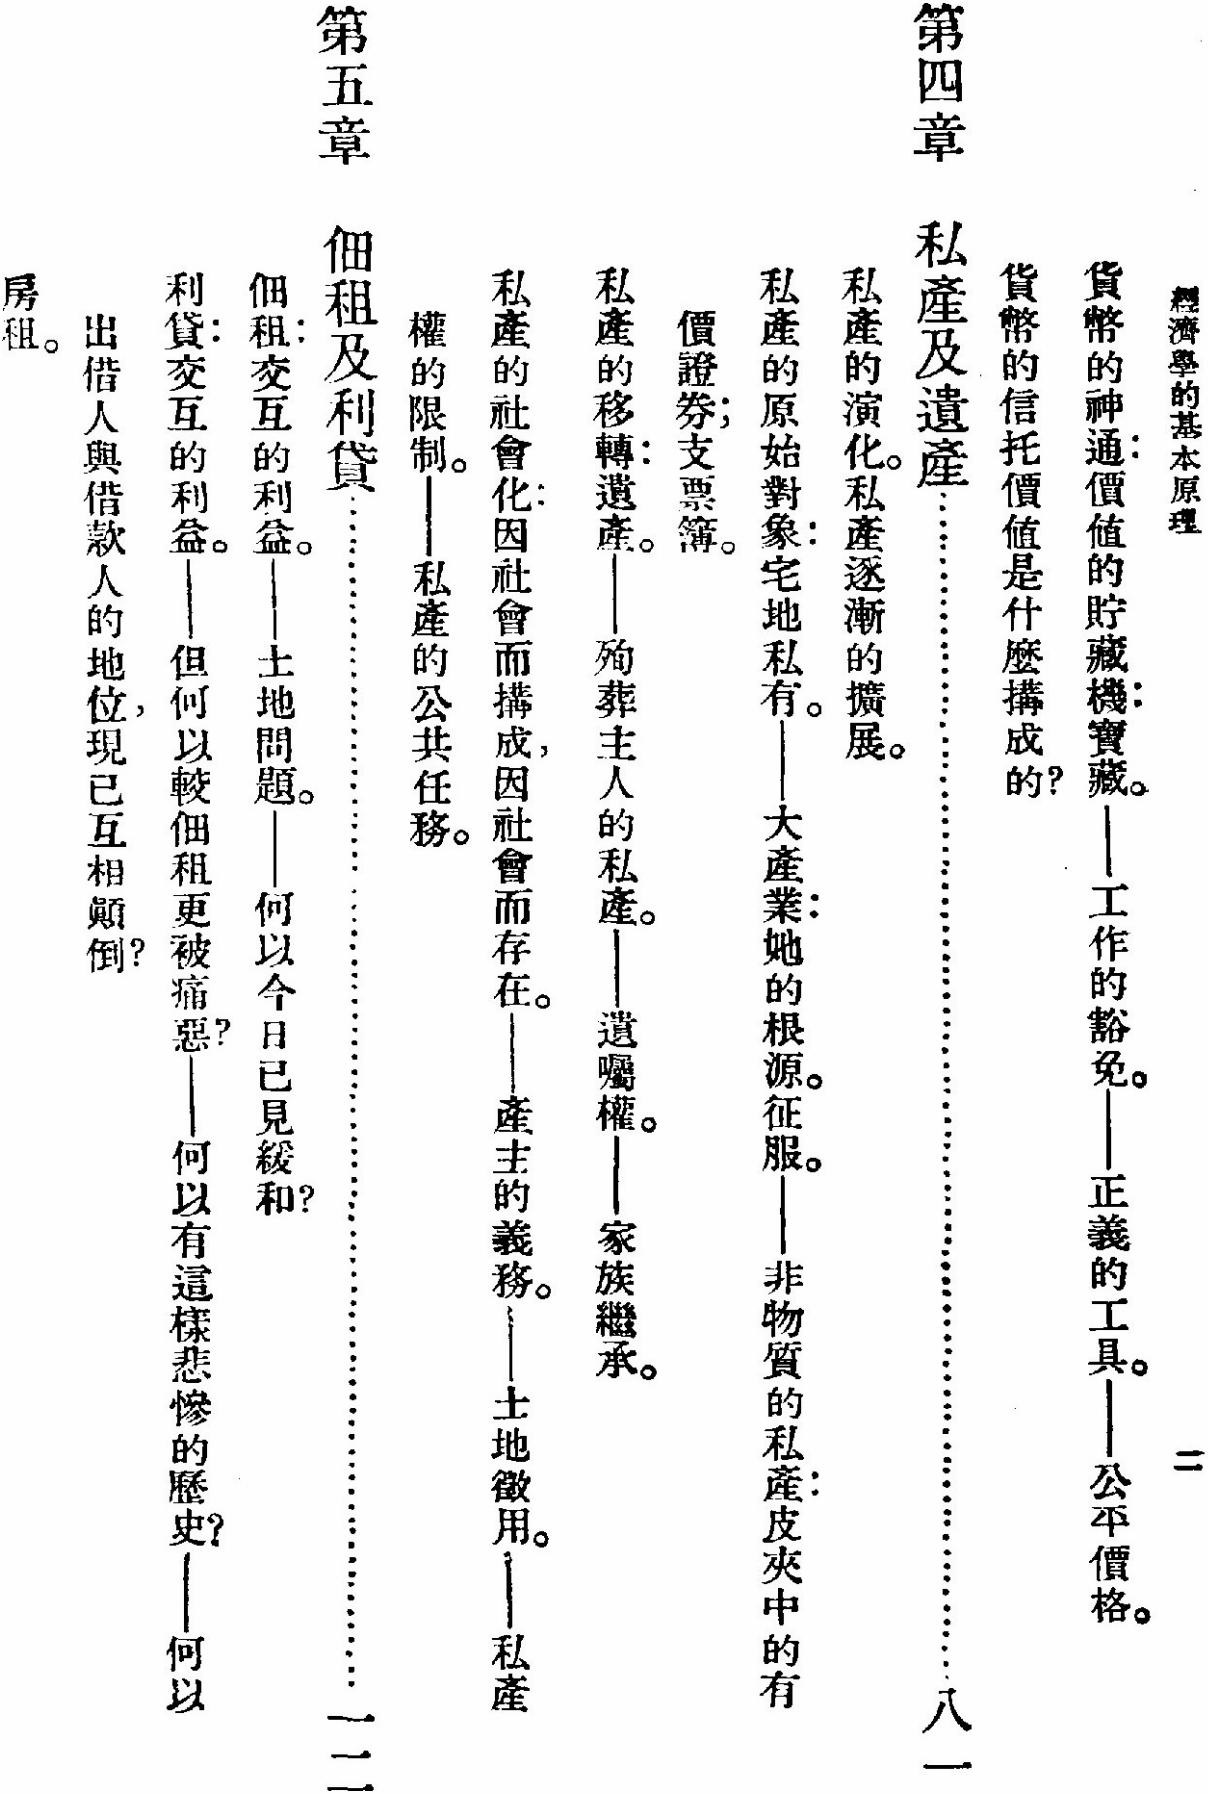 經濟學的基本原理 二
貨幣的神通：價值的貯藏機：寶藏。——工作的豁免。——正義的工具。——公平價格。
貨幣的信托價值是什麼搆成的？
第四章 私產及遺產……………………八一
私產的演化。私產逐漸的擴展。
私產的原始對象：宅地私有。——大產業：她的根源。征服。——非物質的私產：皮夾中的有
價證券；支票簿。
私產的移轉：遺產。——殉葬主人的私產。——遺囑權。——家族繼承。
私產的社會化：因社會而搆成，因社會而存在。——產主的義務。——土地徵用。——私產
權的限制。——私產的公共任務。
第五章 佃租及利貸……………………一一二
佃租：交互的利益。——土地問題。——何以今日已見緩和？
利貸：交互的利益。——但何以較佃租更被痛惡？——何以有這樣悲慘的歷史？——何以
出借人與借款人的地位，現已互相顛倒？
房租。